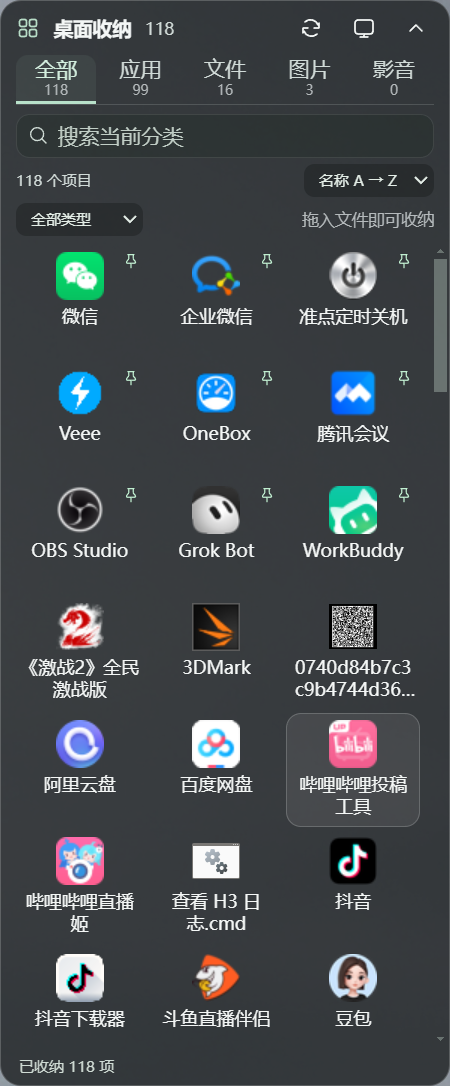 桌面收纳 118
全部 应用 文件 图片 影音
118 99 16 3 0
搜索当前分类
118 个项目 名称 A → Z
全部类型 拖入文件即可收纳
微信 企业微信 准点定时关机
Veee OneBox 腾讯会议
OBS Studio Grok Bot WorkBuddy
《激战2》全民 3DMark 0740d84b7c3
激战版 c9b4744d36...
UP
bilibili
阿里云盘 百度网盘 哔哩哔哩投稿
工具
哔哩哔哩直播 查看 H3 日 抖音
姬 志.cmd
抖音下载器 斗鱼直播伴侣 豆包
已收纳 118 项